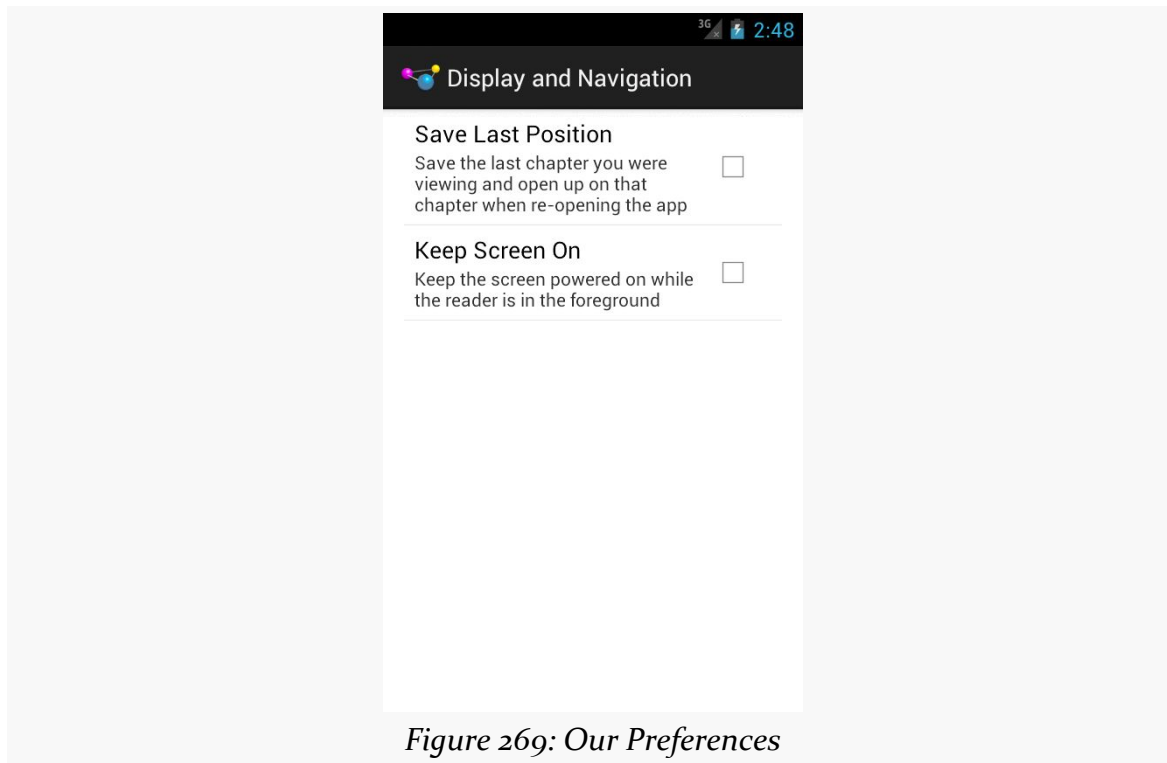 3G 2:48
Display and Navigation
Save Last Position
Save the last chapter you were
viewing and open up on that
chapter when re-opening the app
Keep Screen On
Keep the screen powered on while
the reader is in the foreground
Figure 269: Our Preferences